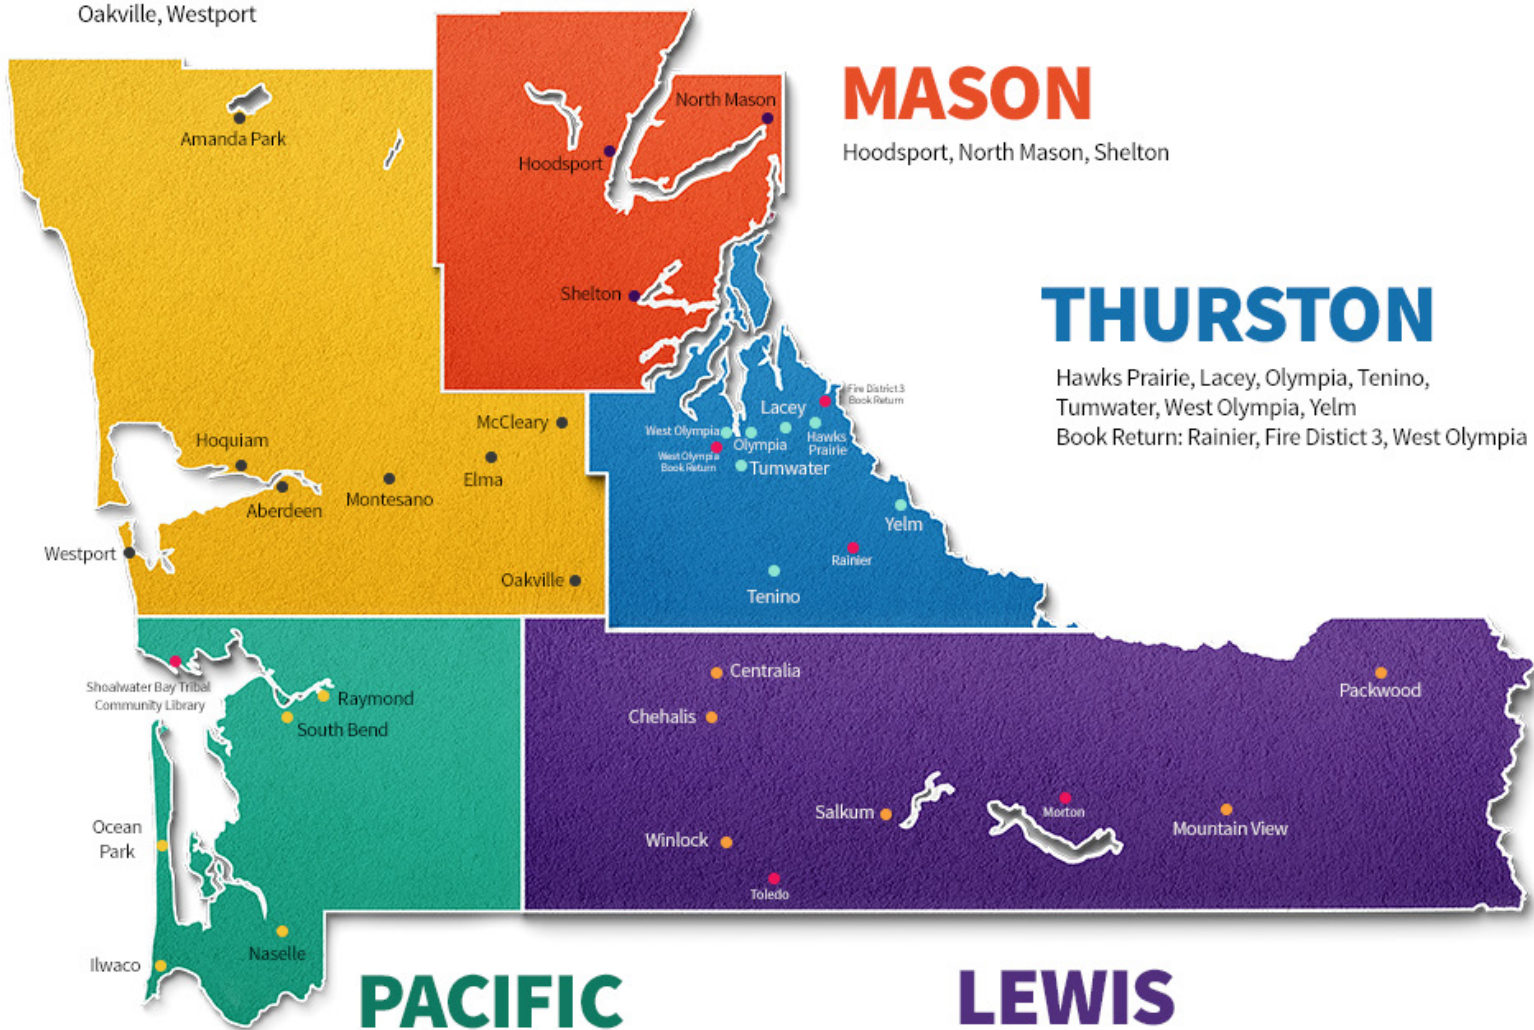 Oakville, Westport
MASON
Hoodsport, North Mason, Shelton
North Mason
Amanda Park
Hoodsport
Shelton
THURSTON
Hawks Prairie, Lacey, Olympia, Tenino,
Tumwater, West Olympia, Yelm
Book Return: Rainier, Fire Distict 3, West Olympia
Fire District 3
Book Return
Lacey
McCleary
West Olympia
Olympia
Hawks
Prairie
Hoquiam
West Olympia
Book Return
Tumwater
Elma
Montesano
Aberdeen
Yelm
Westport
Rainier
Oakville
Tenino
Centralia
Packwood
Shoalwater Bay Tribal
Community Library
Raymond
Chehalis
South Bend
Salkum
Morton
Ocean
Park
Mountain View
Winlock
Toledo
Naselle
Ilwaco
PACIFIC
LEWIS